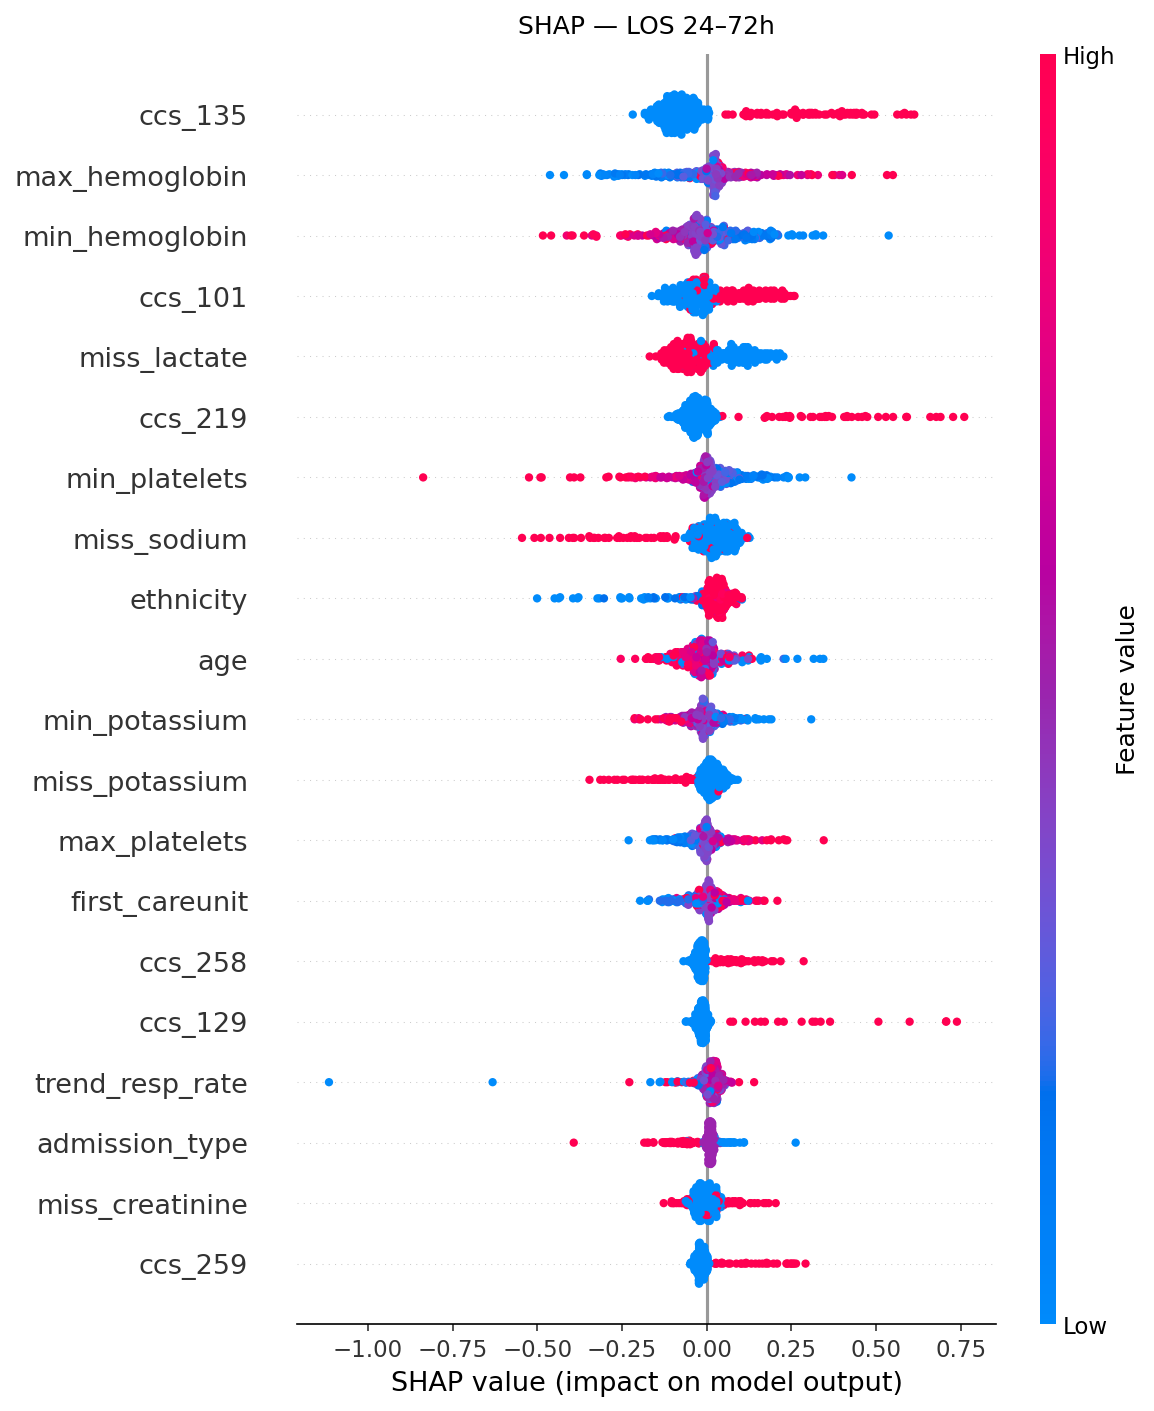 SHAP — LOS 24–72h
High
ccs_135
max_hemoglobin
min_hemoglobin
ccs_101
miss_lactate
ccs_219
min_platelets
miss_sodium
ethnicity
age
min_potassium
miss_potassium
max_platelets
first_careunit
ccs_258
ccs_129
trend_resp_rate
admission_type
miss_creatinine
ccs_259
Feature value
Low
−1.00 −0.75 −0.50 −0.25 0.00 0.25 0.50 0.75
SHAP value (impact on model output)